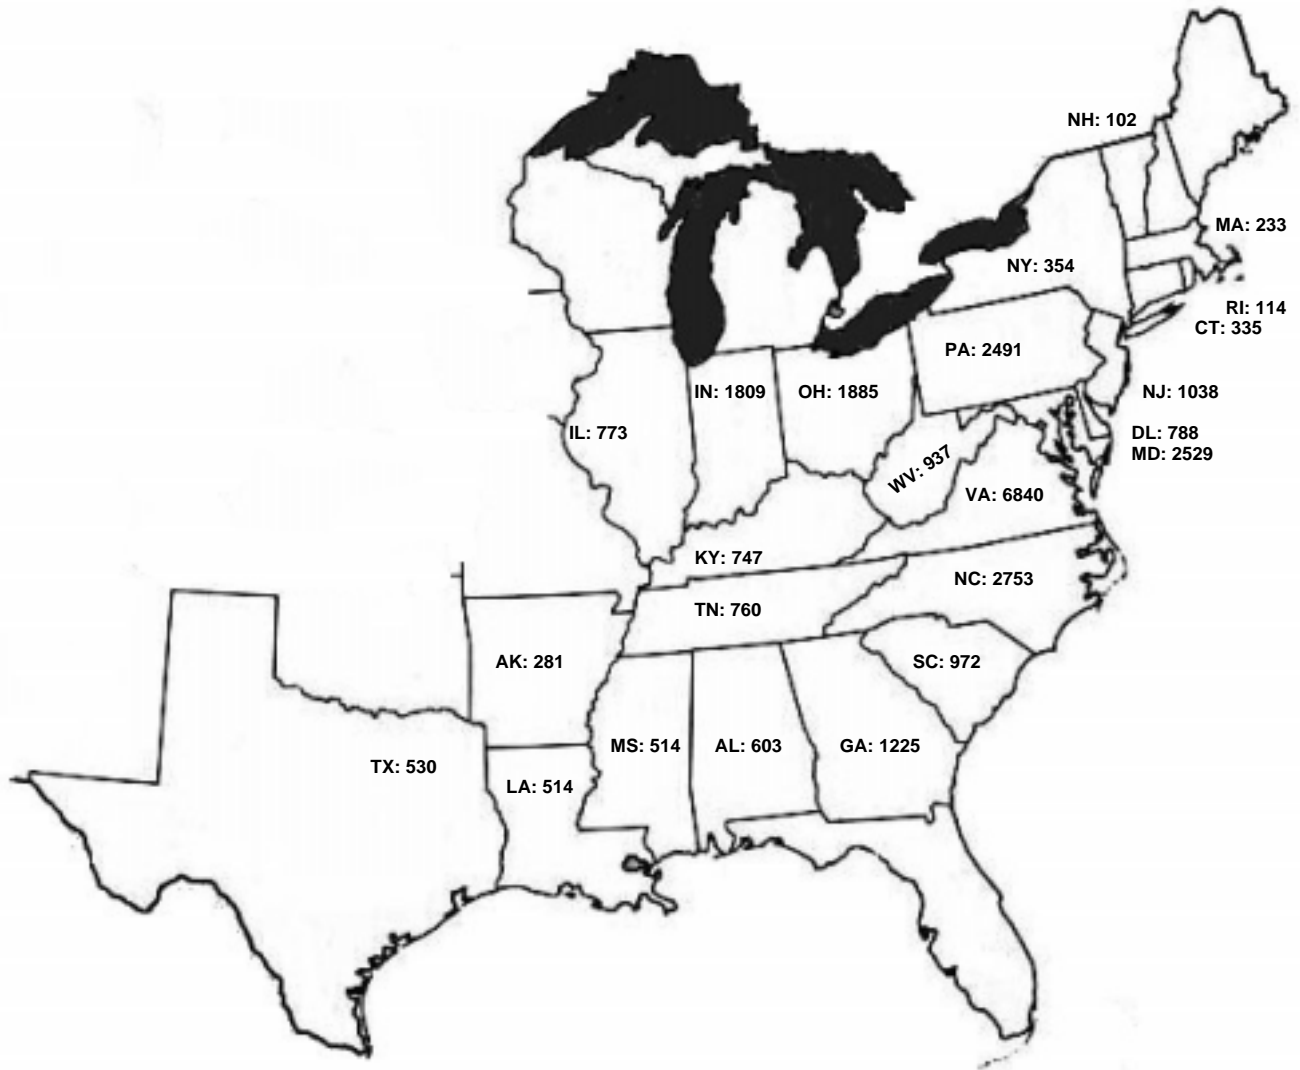 NH: 102
MA: 233
NY: 354
RI: 114
CT: 335
PA: 2491
IN: 1809
OH: 1885
NJ: 1038
IL: 773
DL: 788
MD: 2529
WV: 937
VA: 6840
KY: 747
NC: 2753
TN: 760
AK: 281
SC: 972
MS: 514
AL: 603
GA: 1225
TX: 530
LA: 514